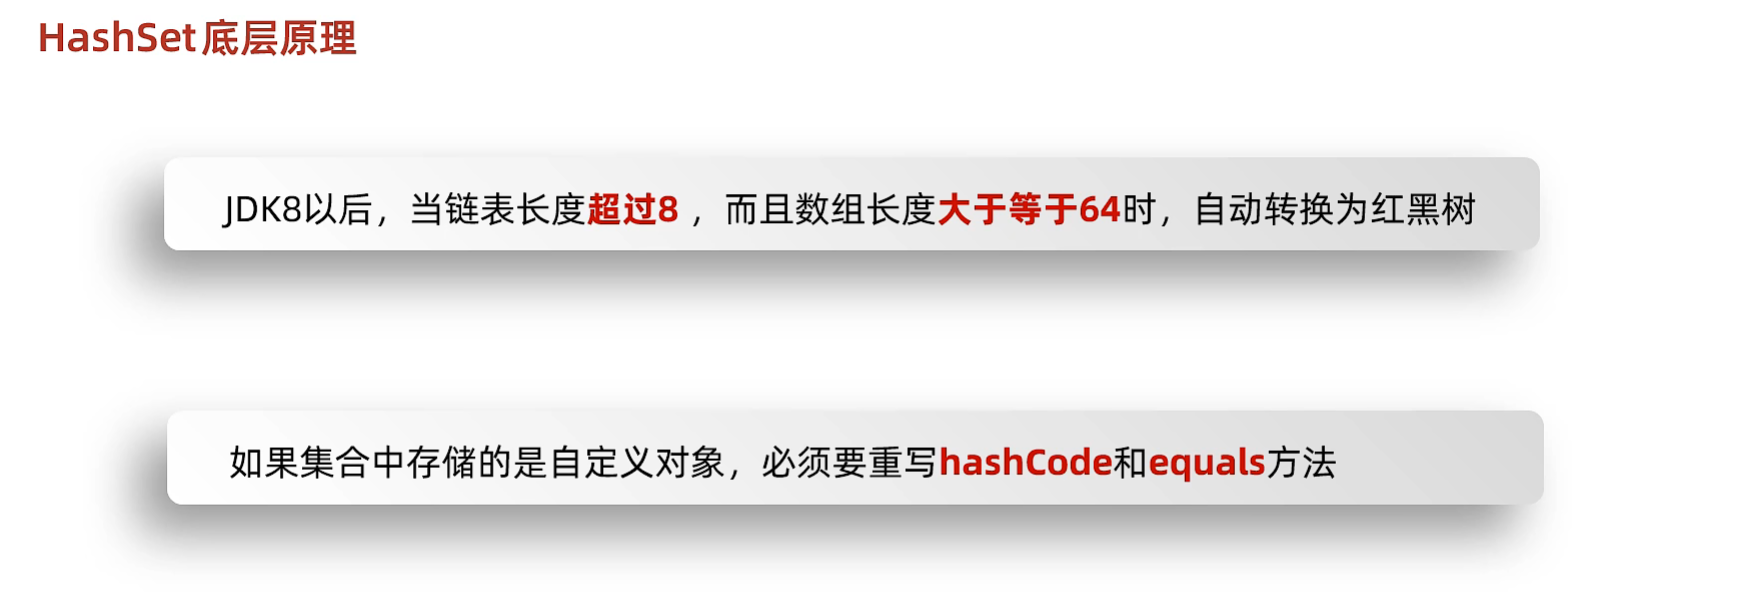 HashSet底层原理
JDK8以后，当链表长度超过8，而且数组长度大于等于64时，自动转换为红黑树
如果集合中存储的是自定义对象，必须要重写hashCode和equals方法